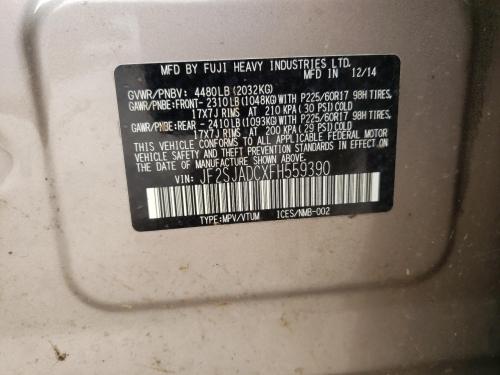 MFD BY FUJI HEAVY INDUSTRIES LTD.
MFD IN 12/14
GVWR/PNBV: 4480LB (2032KG)
GAWR/PNBE: FRONT- 2310LB (1048KG) WITH P225/60R17 98H TIRES,
17X7J RIMS AT 210 KPA (30 PSI) COLD
GAWR/PNBE: REAR -2410LB (1093KG) WITH P225/60R17 98H TIRES,
17X7J RIMS AT 200 KPA (29 PSI) COLD
THIS VEHICLE CONFORMS TO ALL APPLICABLE FEDERAL MOTOR
VEHICLE SAFETY, BUMPER, AND THEFT PREVENTION STANDARDS
IN EFFECT ON THE DATE OF MANUFACTURE SHOWN ABOVE.
VIN: JF2SJADCXFH559390
TYPE:MPV/VTUM ICES/NMB-002